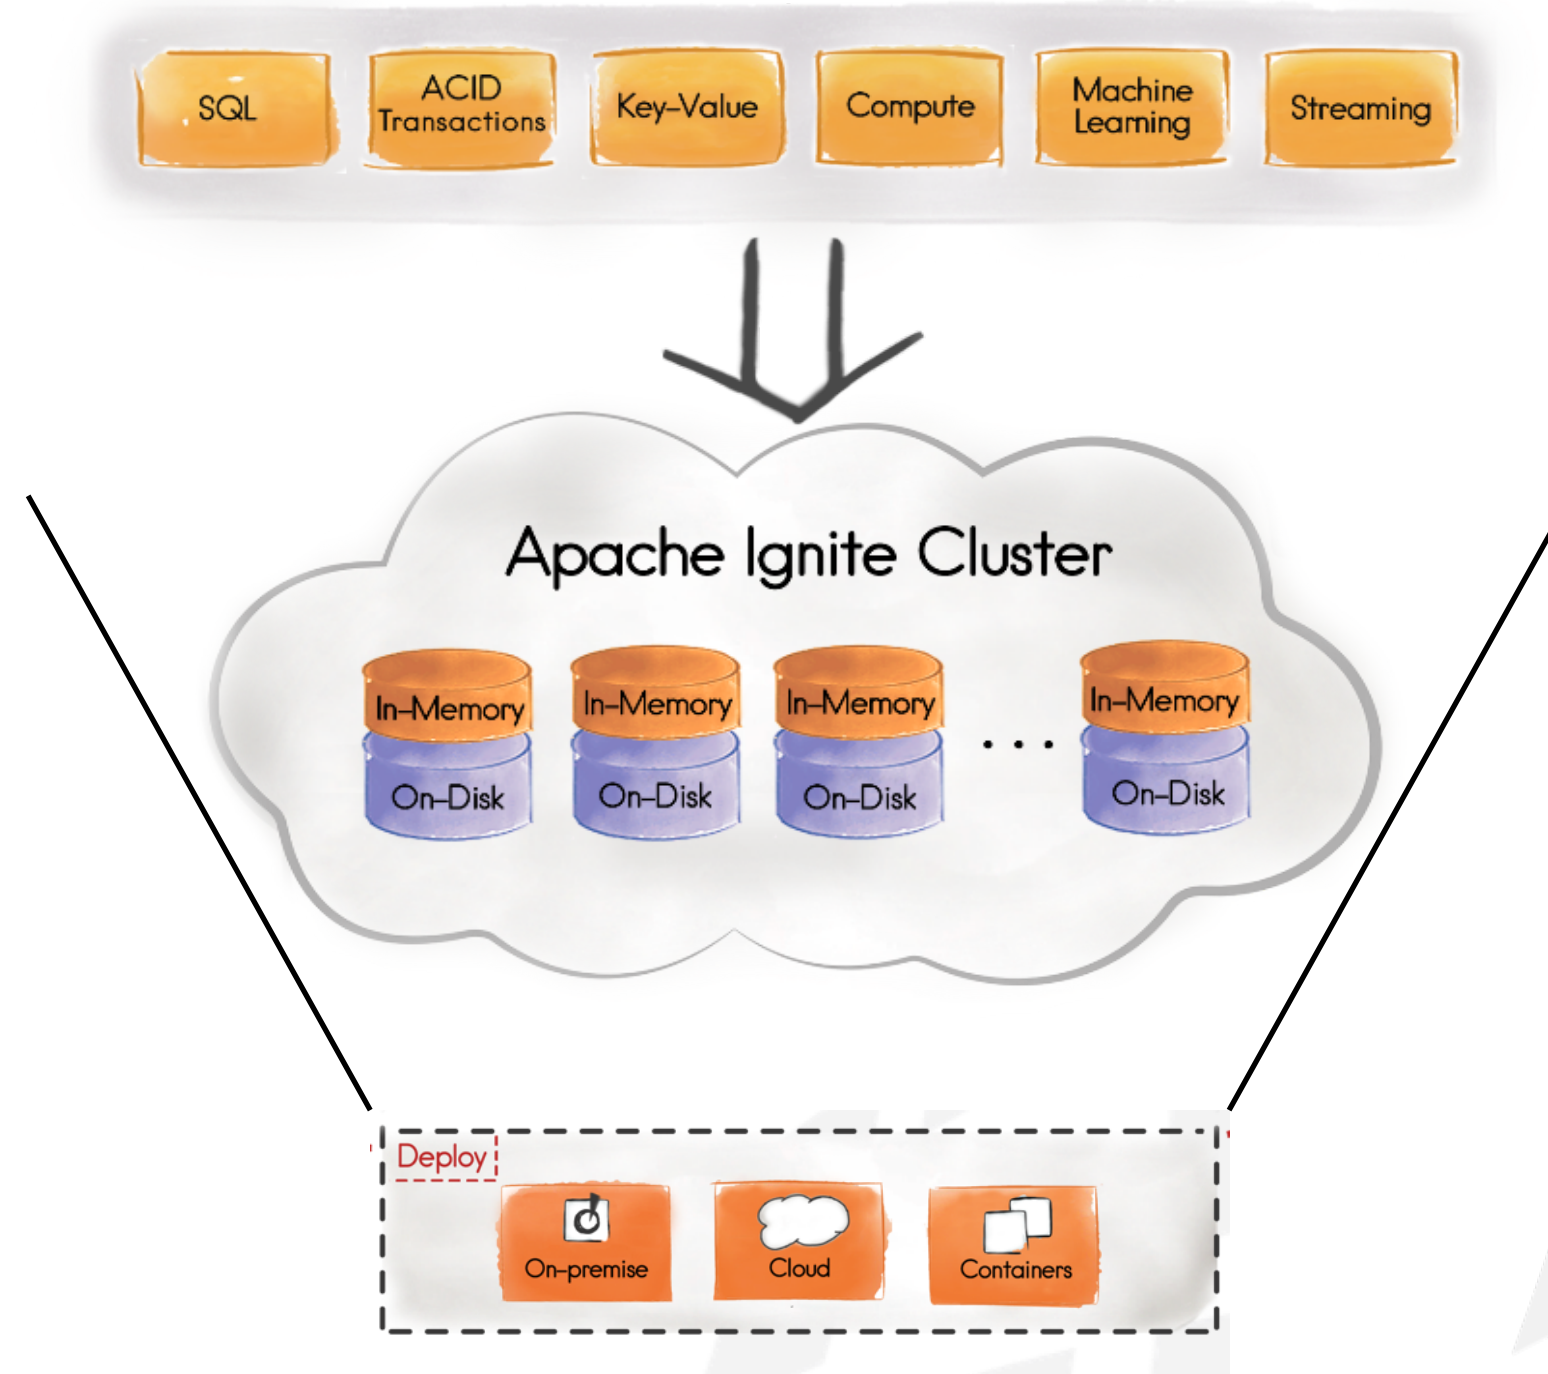 SQL
ACID
Transactions
Key-Value
Compute
Machine
Learning
Streaming
Apache Ignite Cluster
In-Memory
In-Memory
In-Memory
In-Memory
On-Disk
On-Disk
On-Disk
...
On-Disk
Deploy
On-premise
Cloud
Containers